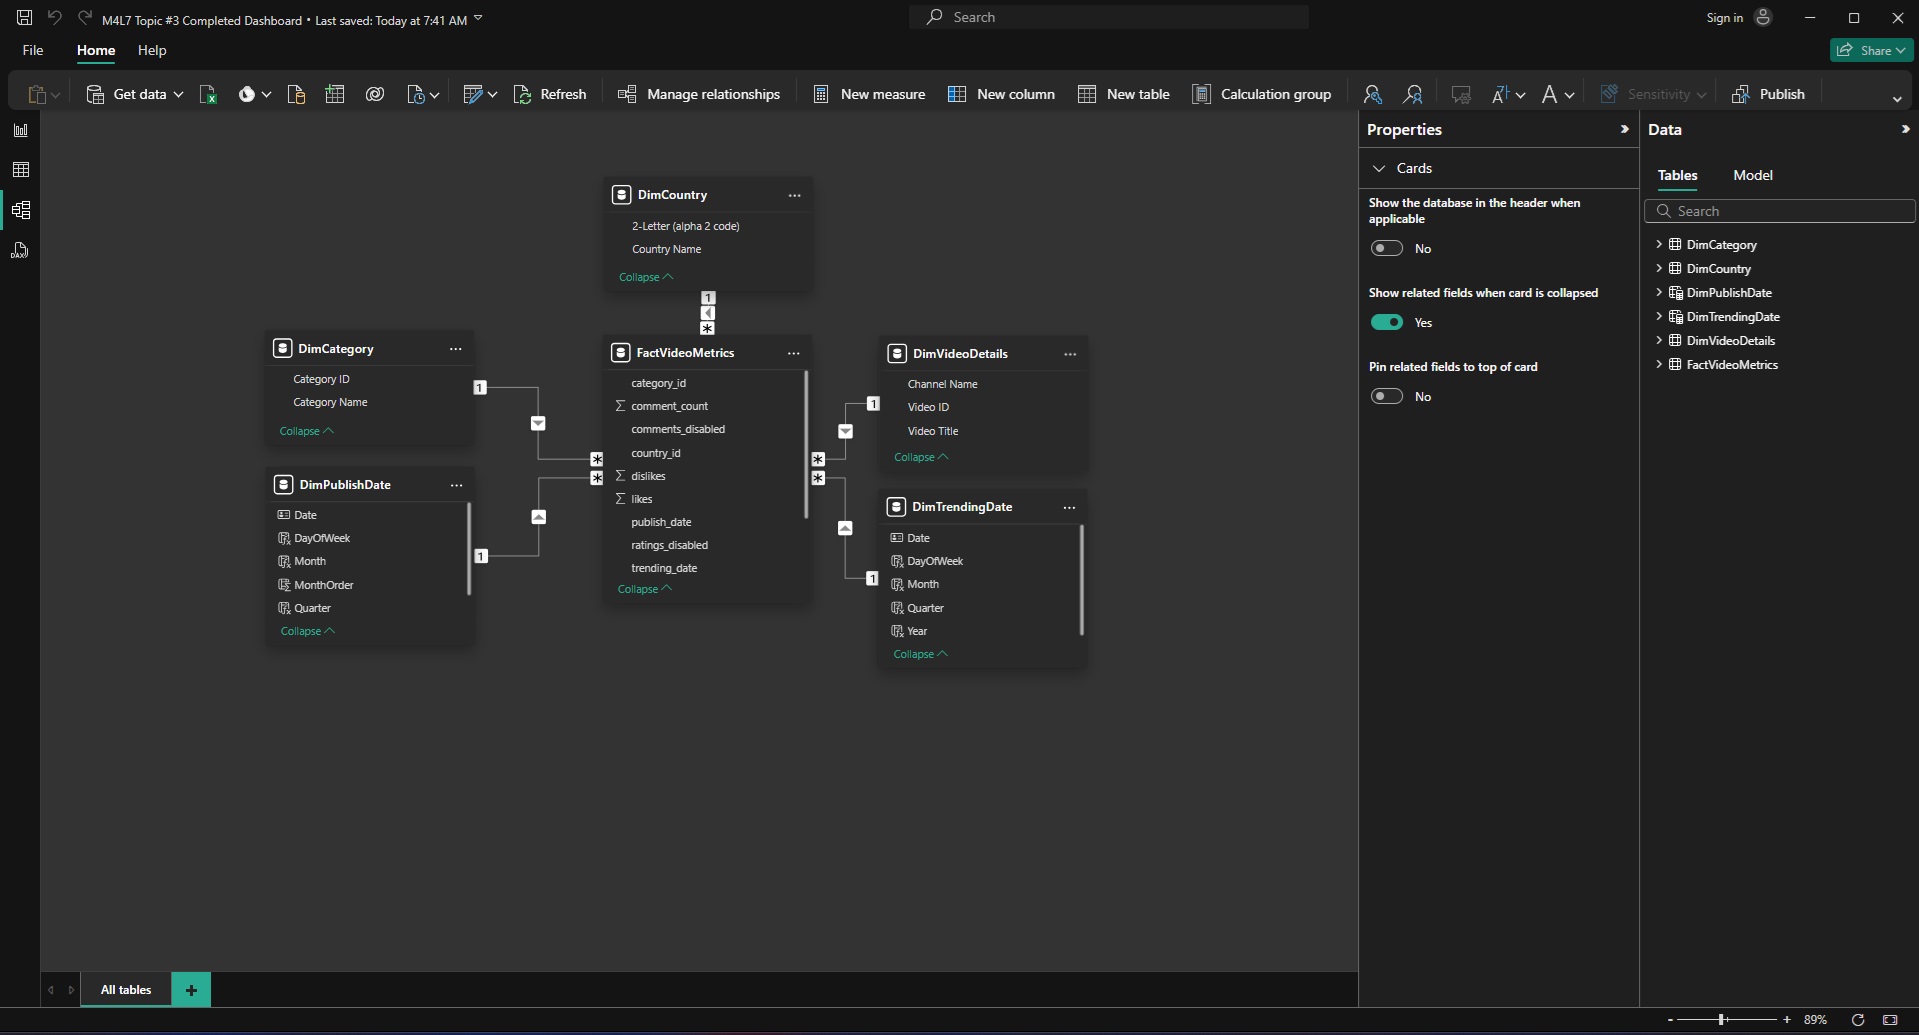 M4L7 Topic #3 Completed Dashboard • Last saved: Today at 7:41 AM
Search
Sign in
File
Home
Help
Share
Get data
Refresh
Manage relationships
New measure
New column
New table
Calculation group
Sensitivity
Publish
DAX
DimCountry
2-Letter (alpha 2 code)
Country Name
Collapse
1
*
DimCategory
Category ID
Category Name
Collapse
1
*
DimPublishDate
Date
DayOfWeek
Month
MonthOrder
Quarter
Collapse
1
*
FactVideoMetrics
category_id
comment_count
comments_disabled
country_id
dislikes
likes
publish_date
ratings_disabled
trending_date
Collapse
DimVideoDetails
Channel Name
Video ID
Video Title
Collapse
1
*
DimTrendingDate
Date
DayOfWeek
Month
Quarter
Year
Collapse
1
*
Properties
Cards
Show the database in the header when
applicable
No
Show related fields when card is collapsed
Yes
Pin related fields to top of card
No
Data
Tables
Model
Search
DimCategory
DimCountry
DimPublishDate
DimTrendingDate
DimVideoDetails
FactVideoMetrics
All tables
+
-
+
89%